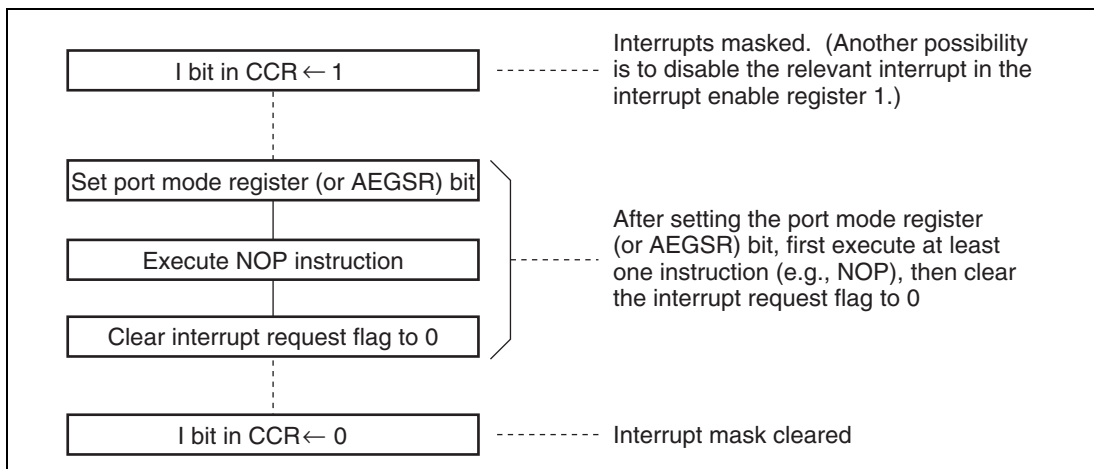 I bit in CCR ← 1
Interrupts masked. (Another possibility
is to disable the relevant interrupt in the
interrupt enable register 1.)
Set port mode register (or AEGSR) bit
Execute NOP instruction
Clear interrupt request flag to 0
After setting the port mode register
(or AEGSR) bit, first execute at least
one instruction (e.g., NOP), then clear
the interrupt request flag to 0
I bit in CCR ← 0
Interrupt mask cleared